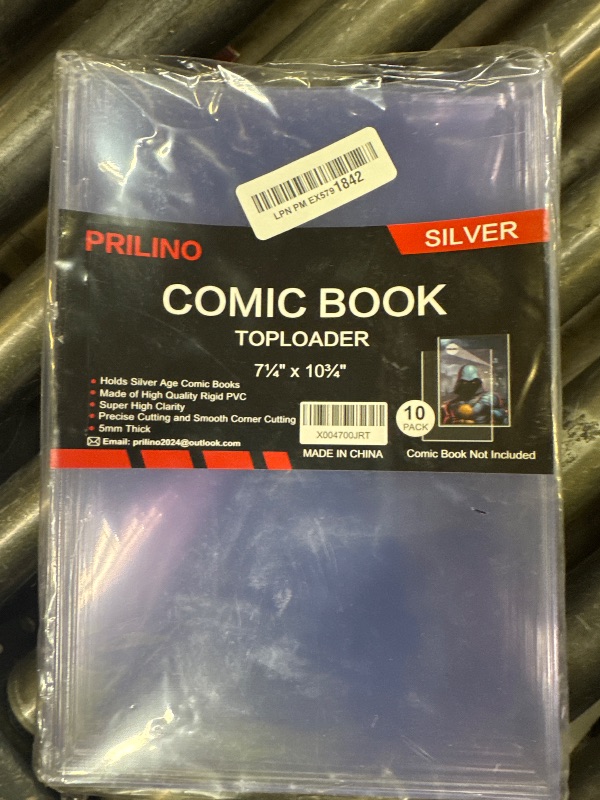 LPN PM EX5791842
PRILINO
SILVER
COMIC BOOK
TOPLOADER
7¼" x 10¾"
• Holds Silver Age Comic Books
• Made of High Quality Rigid PVC
• Super High Clarity
• Precise Cutting and Smooth Corner Cutting
• 5mm Thick
Email: prilino2024@outlook.com
X004700JRT
MADE IN CHINA
10
PACK
Comic Book Not Included